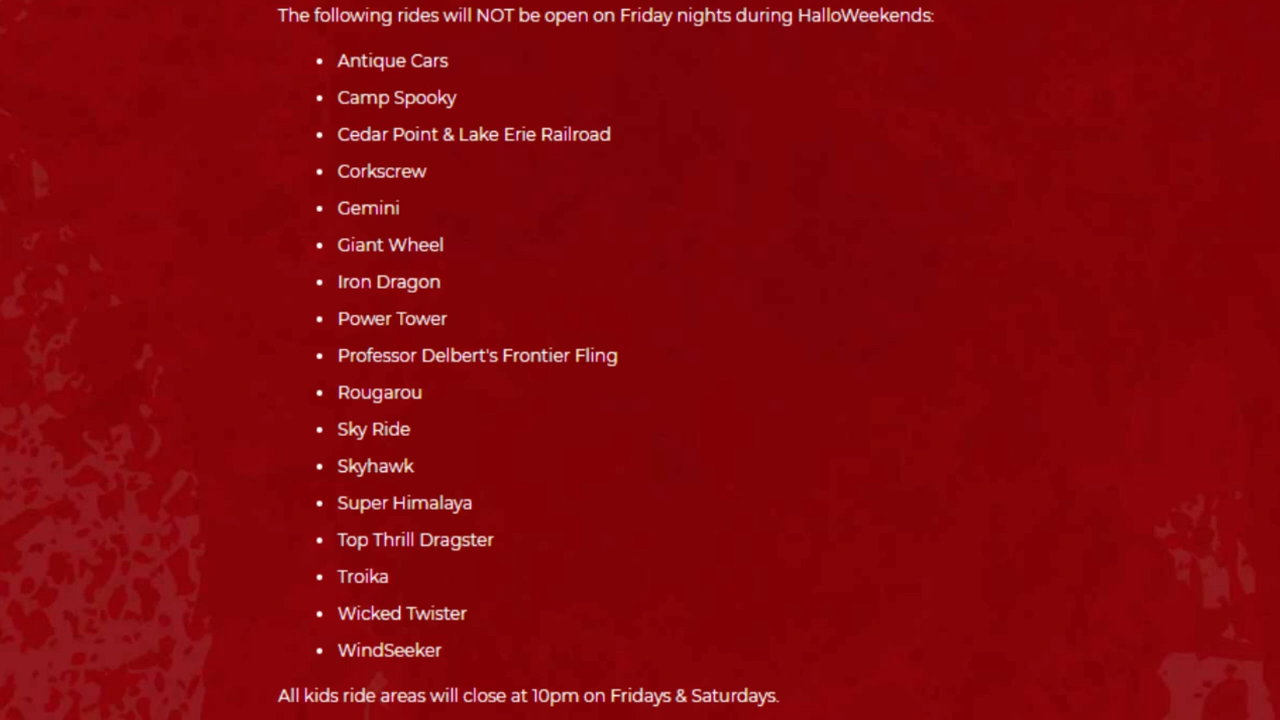 The following rides will NOT be open on Friday nights during HalloWeekends:
• Antique Cars
• Camp Spooky
• Cedar Point & Lake Erie Railroad
• Corkscrew
• Gemini
• Giant Wheel
• Iron Dragon
• Power Tower
• Professor Delbert's Frontier Fling
• Rougarou
• Sky Ride
• Skyhawk
• Super Himalaya
• Top Thrill Dragster
• Troika
• Wicked Twister
• WindSeeker
All kids ride areas will close at 10pm on Fridays & Saturdays.